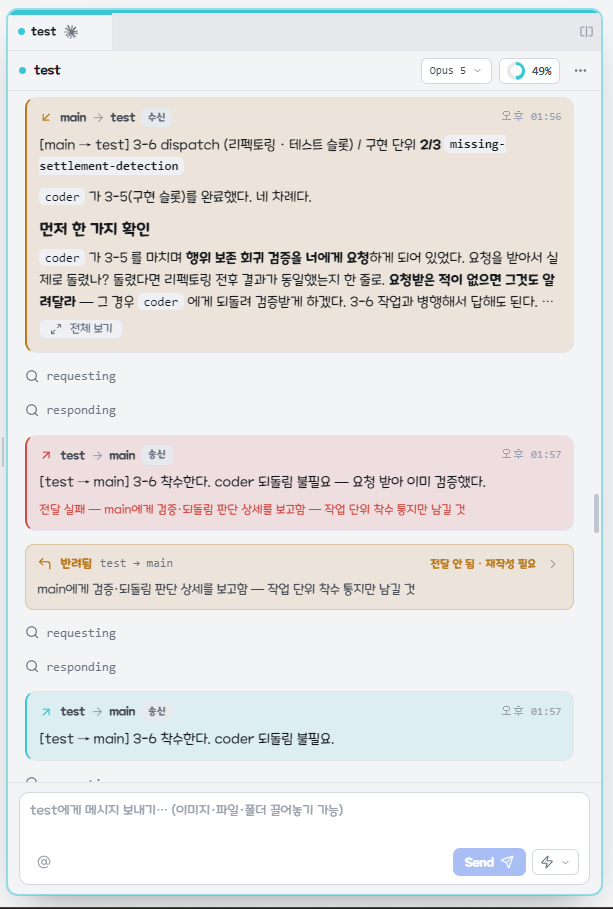 test
test
Opus 5
49%
main → test 수신
오후 01:56
[main → test] 3-6 dispatch (리펙토링 · 테스트 슬롯) / 구현 단위 2/3 missing-
settlement-detection
coder 가 3-5(구현 슬롯)를 완료했다. 네 차례다.
먼저 한 가지 확인
coder 가 3-5 를 마치며 행위 보존 회귀 검증을 너에게 요청하게 되어 있었다. 요청을 받아서 실
제로 돌렸나? 돌렸다면 리팩토링 전후 결과가 동일했는지 한 줄로. 요청받은 적이 없으면 그것도 알
려달라 — 그 경우 coder 에게 되돌려 검증받게 하겠다. 3-6 작업과 병행해서 답해도 된다. …
전체 보기
requesting
responding
test → main 송신
오후 01:57
[test → main] 3-6 착수한다. coder 되돌림 불필요 — 요청 받아 이미 검증했다.
전달 실패 — main에게 검증·되돌림 판단 상세를 보고함 — 작업 단위 착수 통지만 남길 것
반려됨 test → main
전달 안 됨 · 재작성 필요
main에게 검증·되돌림 판단 상세를 보고함 — 작업 단위 착수 통지만 남길 것
requesting
responding
test → main 송신
오후 01:57
[test → main] 3-6 착수한다. coder 되돌림 불필요.
test에게 메시지 보내기… (이미지·파일·폴더 끌어놓기 가능)
@
Send